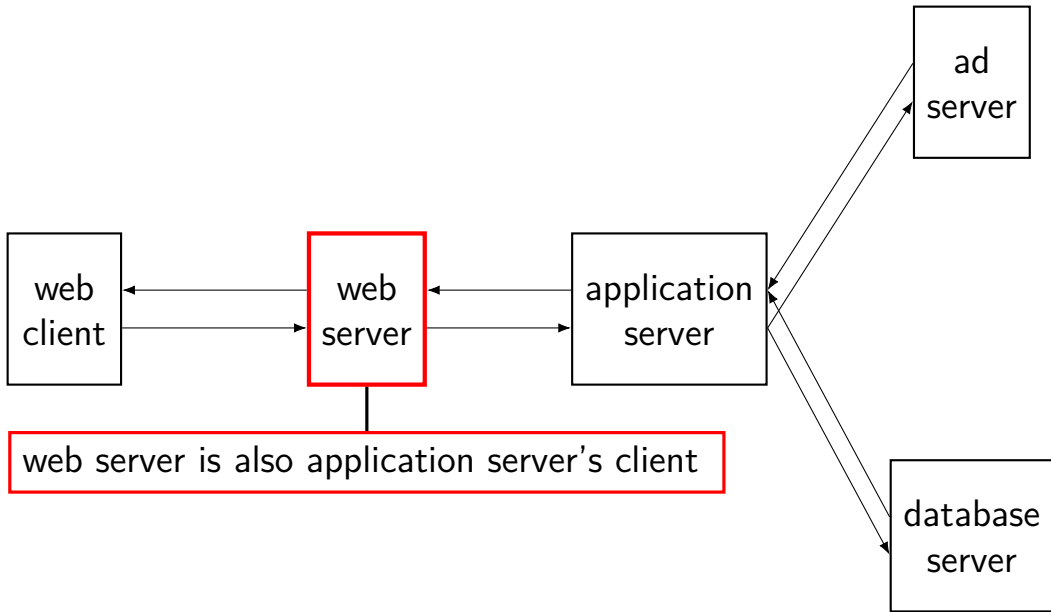 ad
server
web
client
web
server
application
server
web server is also application server's client
database
server